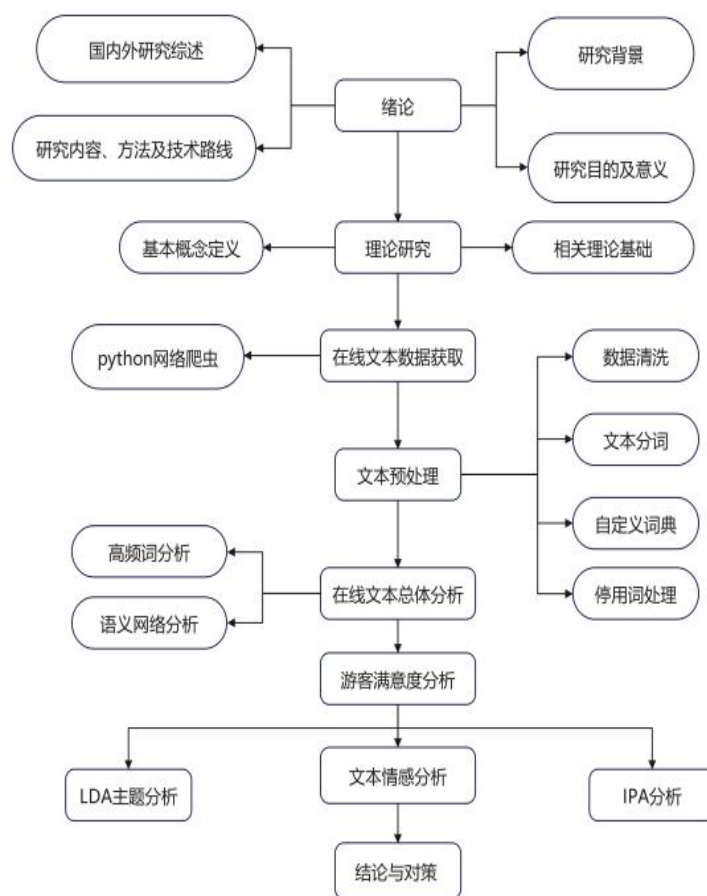 国内外研究综述
研究背景
绪论
研究内容、方法及技术路线
研究目的及意义
基本概念定义
理论研究
相关理论基础
python网络爬虫
在线文本数据获取
数据清洗
文本分词
文本预处理
自定义词典
高频词分析
在线文本总体分析
停用词处理
语义网络分析
游客满意度分析
LDA主题分析
文本情感分析
IPA分析
结论与对策